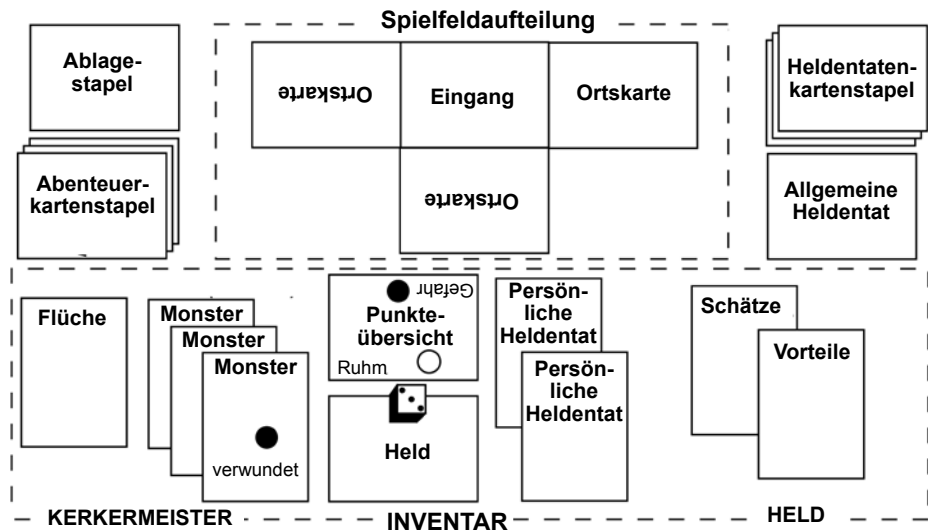 Spielfeldaufteilung
Ablage-
stapel
Ortskarte
Eingang
Ortskarte
Heldentaten-
kartenstapel
Abenteuer-
kartenstapel
Ortskarte
Allgemeine
Heldentat
Flüche
Monster
Monster
Monster
verwundet
Gefahr
Punkte-
übersicht
Ruhm
Held
Persön-
liche
Heldentat
Persön-
liche
Heldentat
Schätze
Vorteile
KERKERMEISTER
INVENTAR
HELD